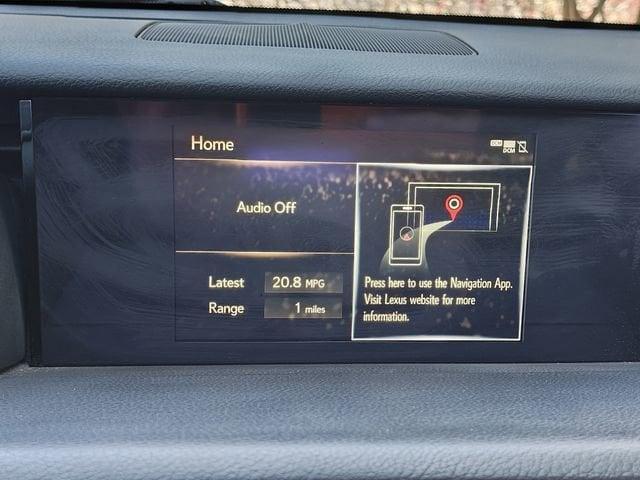 Home
DCM
Audio Off
Latest 20.8 MPG
Range 1 miles
Press here to use the Navigation App.
Visit Lexus website for more
information.